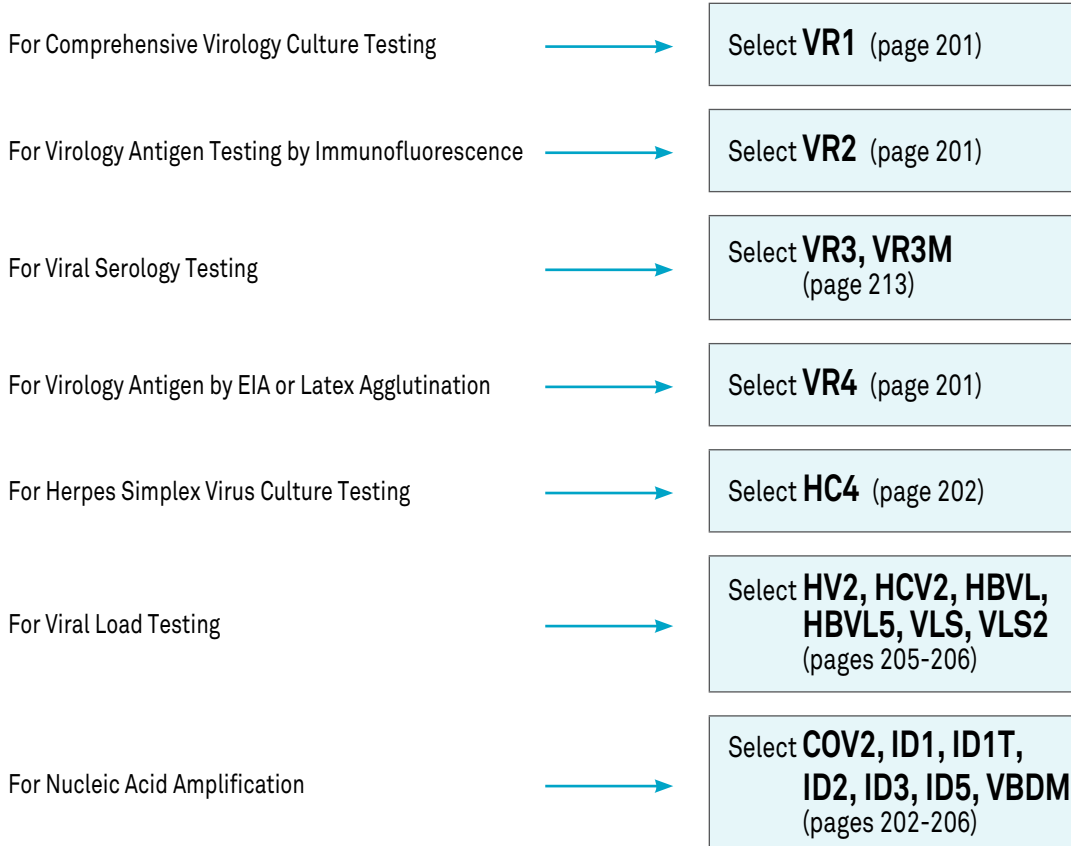 For Comprehensive Virology Culture Testing
Select VR1 (page 201)
For Virology Antigen Testing by Immunofluorescence
Select VR2 (page 201)
For Viral Serology Testing
Select VR3, VR3M
(page 213)
For Virology Antigen by EIA or Latex Agglutination
Select VR4 (page 201)
For Herpes Simplex Virus Culture Testing
Select HC4 (page 202)
For Viral Load Testing
Select HV2, HCV2, HBVL,
HBVL5, VLS, VLS2
(pages 205-206)
For Nucleic Acid Amplification
Select COV2, ID1, ID1T,
ID2, ID3, ID5, VBDM
(pages 202-206)